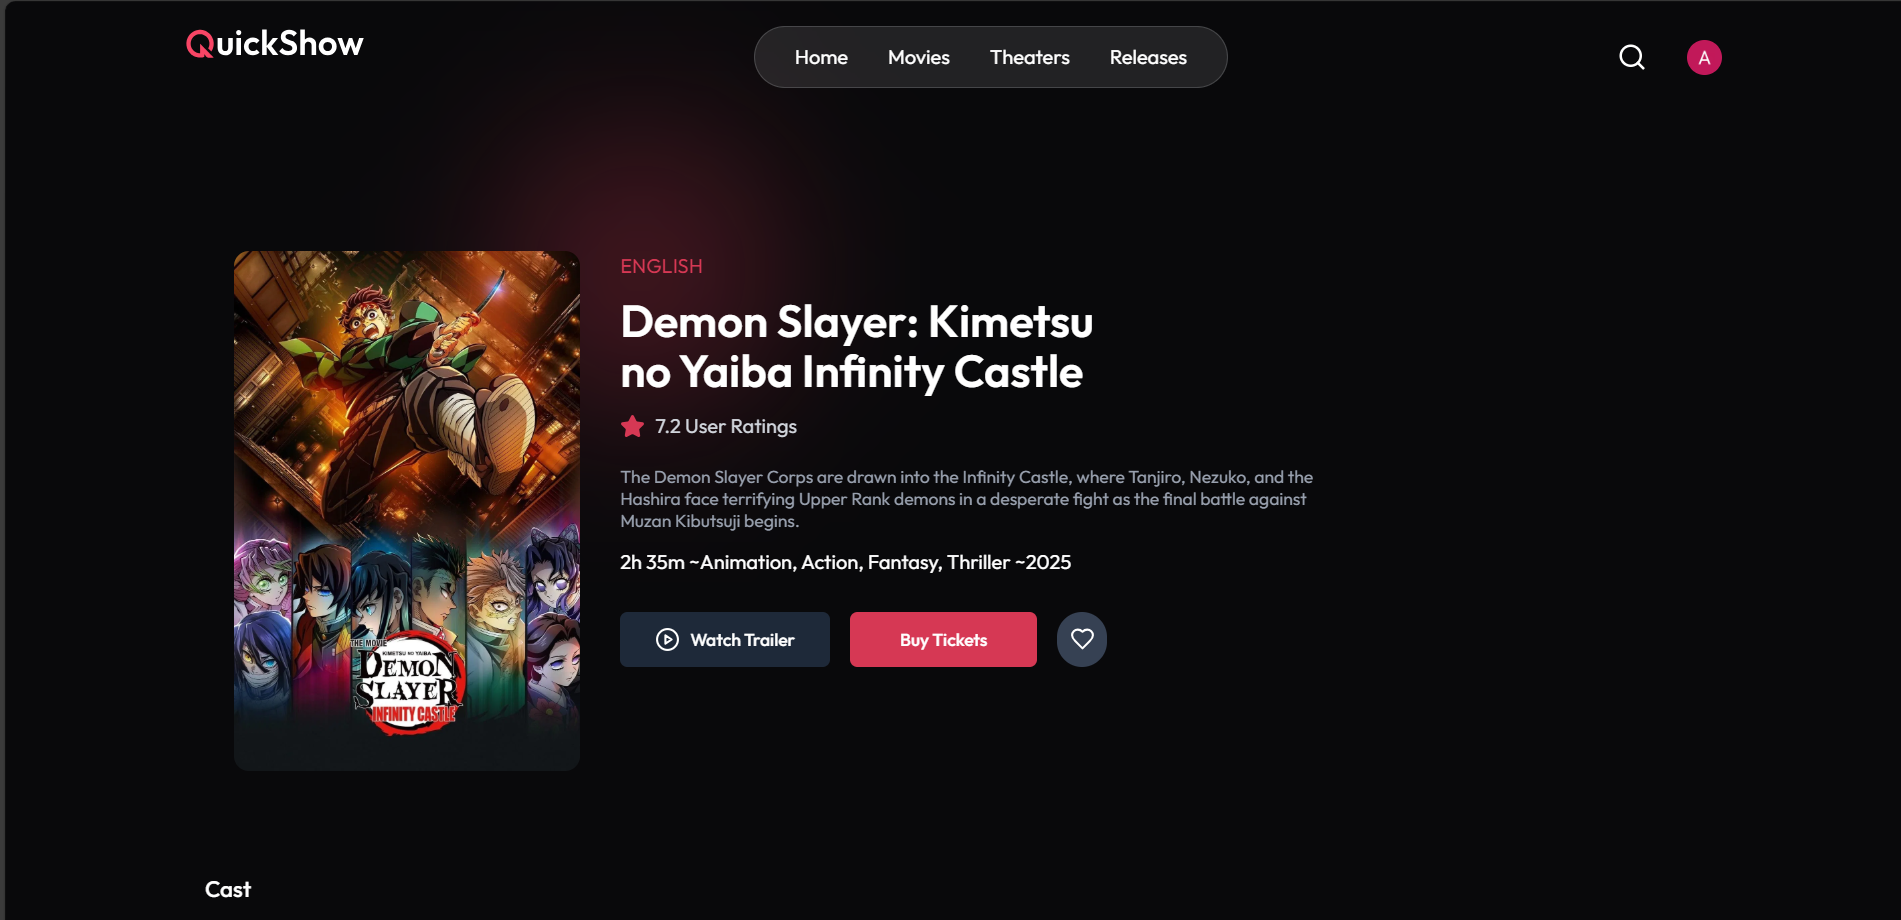 QuickShow
Home Movies Theaters Releases
A
ENGLISH
Demon Slayer: Kimetsu
no Yaiba Infinity Castle
7.2 User Ratings
The Demon Slayer Corps are drawn into the Infinity Castle, where Tanjiro, Nezuko, and the
Hashira face terrifying Upper Rank demons in a desperate fight as the final battle against
Muzan Kibutsuji begins.
2h 35m ~Animation, Action, Fantasy, Thriller ~2025
Watch Trailer
Buy Tickets
THE MOVIE
KIMETSU NO YAIBA
DEMON
SLAYER
INFINITY CASTLE
Cast